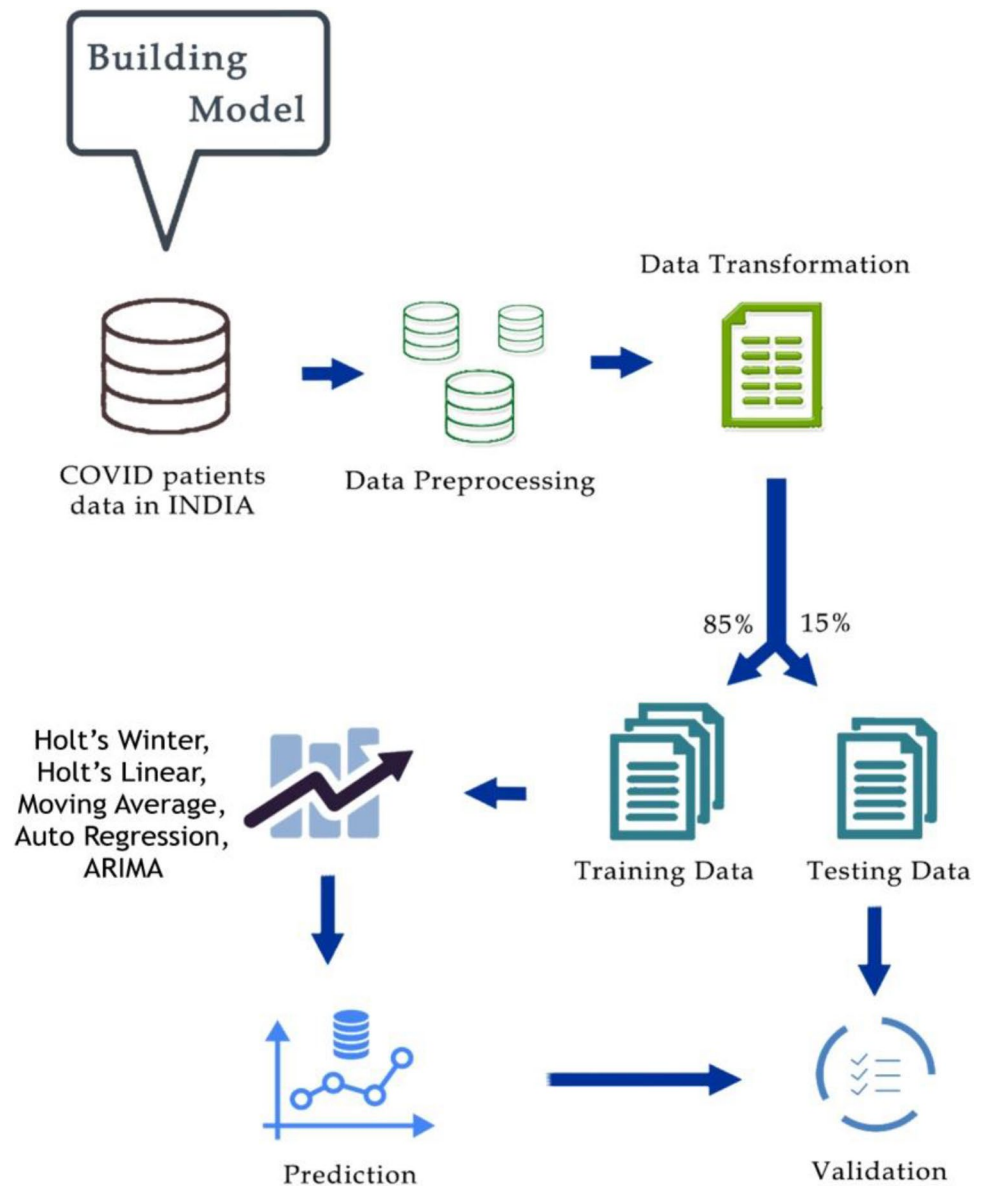 Building
Model
Data Transformation
COVID patients
data in INDIA
Data Preprocessing
85%
15%
Holt's Winter,
Holt's Linear,
Moving Average,
Auto Regression,
ARIMA
Training Data
Testing Data
Prediction
Validation